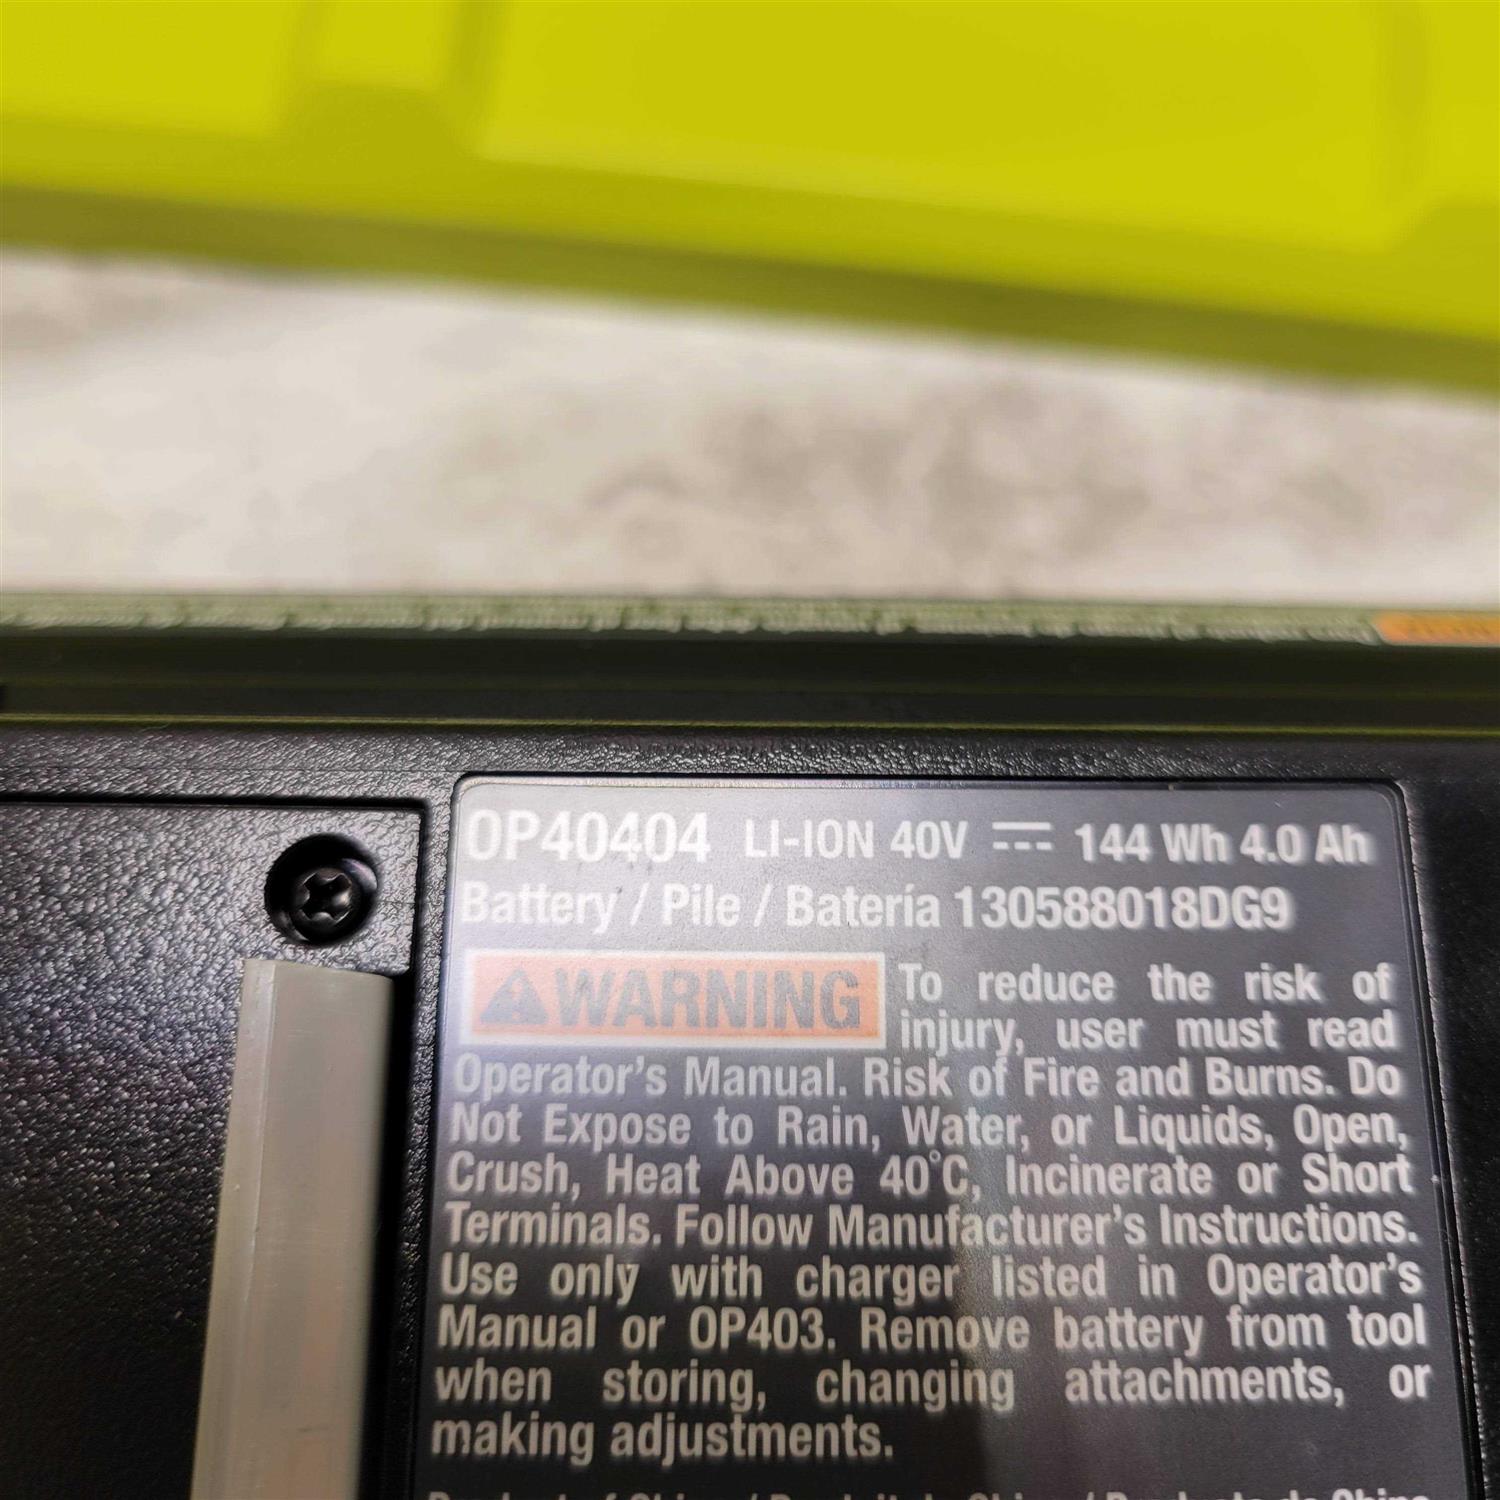 OP40404 LI-ION 40V ⎓ 144 Wh 4.0 Ah
Battery / Pile / Batería 130588018DG9
WARNING To reduce the risk of
injury, user must read
Operator's Manual. Risk of Fire and Burns. Do
Not Expose to Rain, Water, or Liquids, Open,
Crush, Heat Above 40°C, Incinerate or Short
Terminals. Follow Manufacturer's Instructions.
Use only with charger listed in Operator's
Manual or OP403. Remove battery from tool
when storing, changing attachments, or
making adjustments.